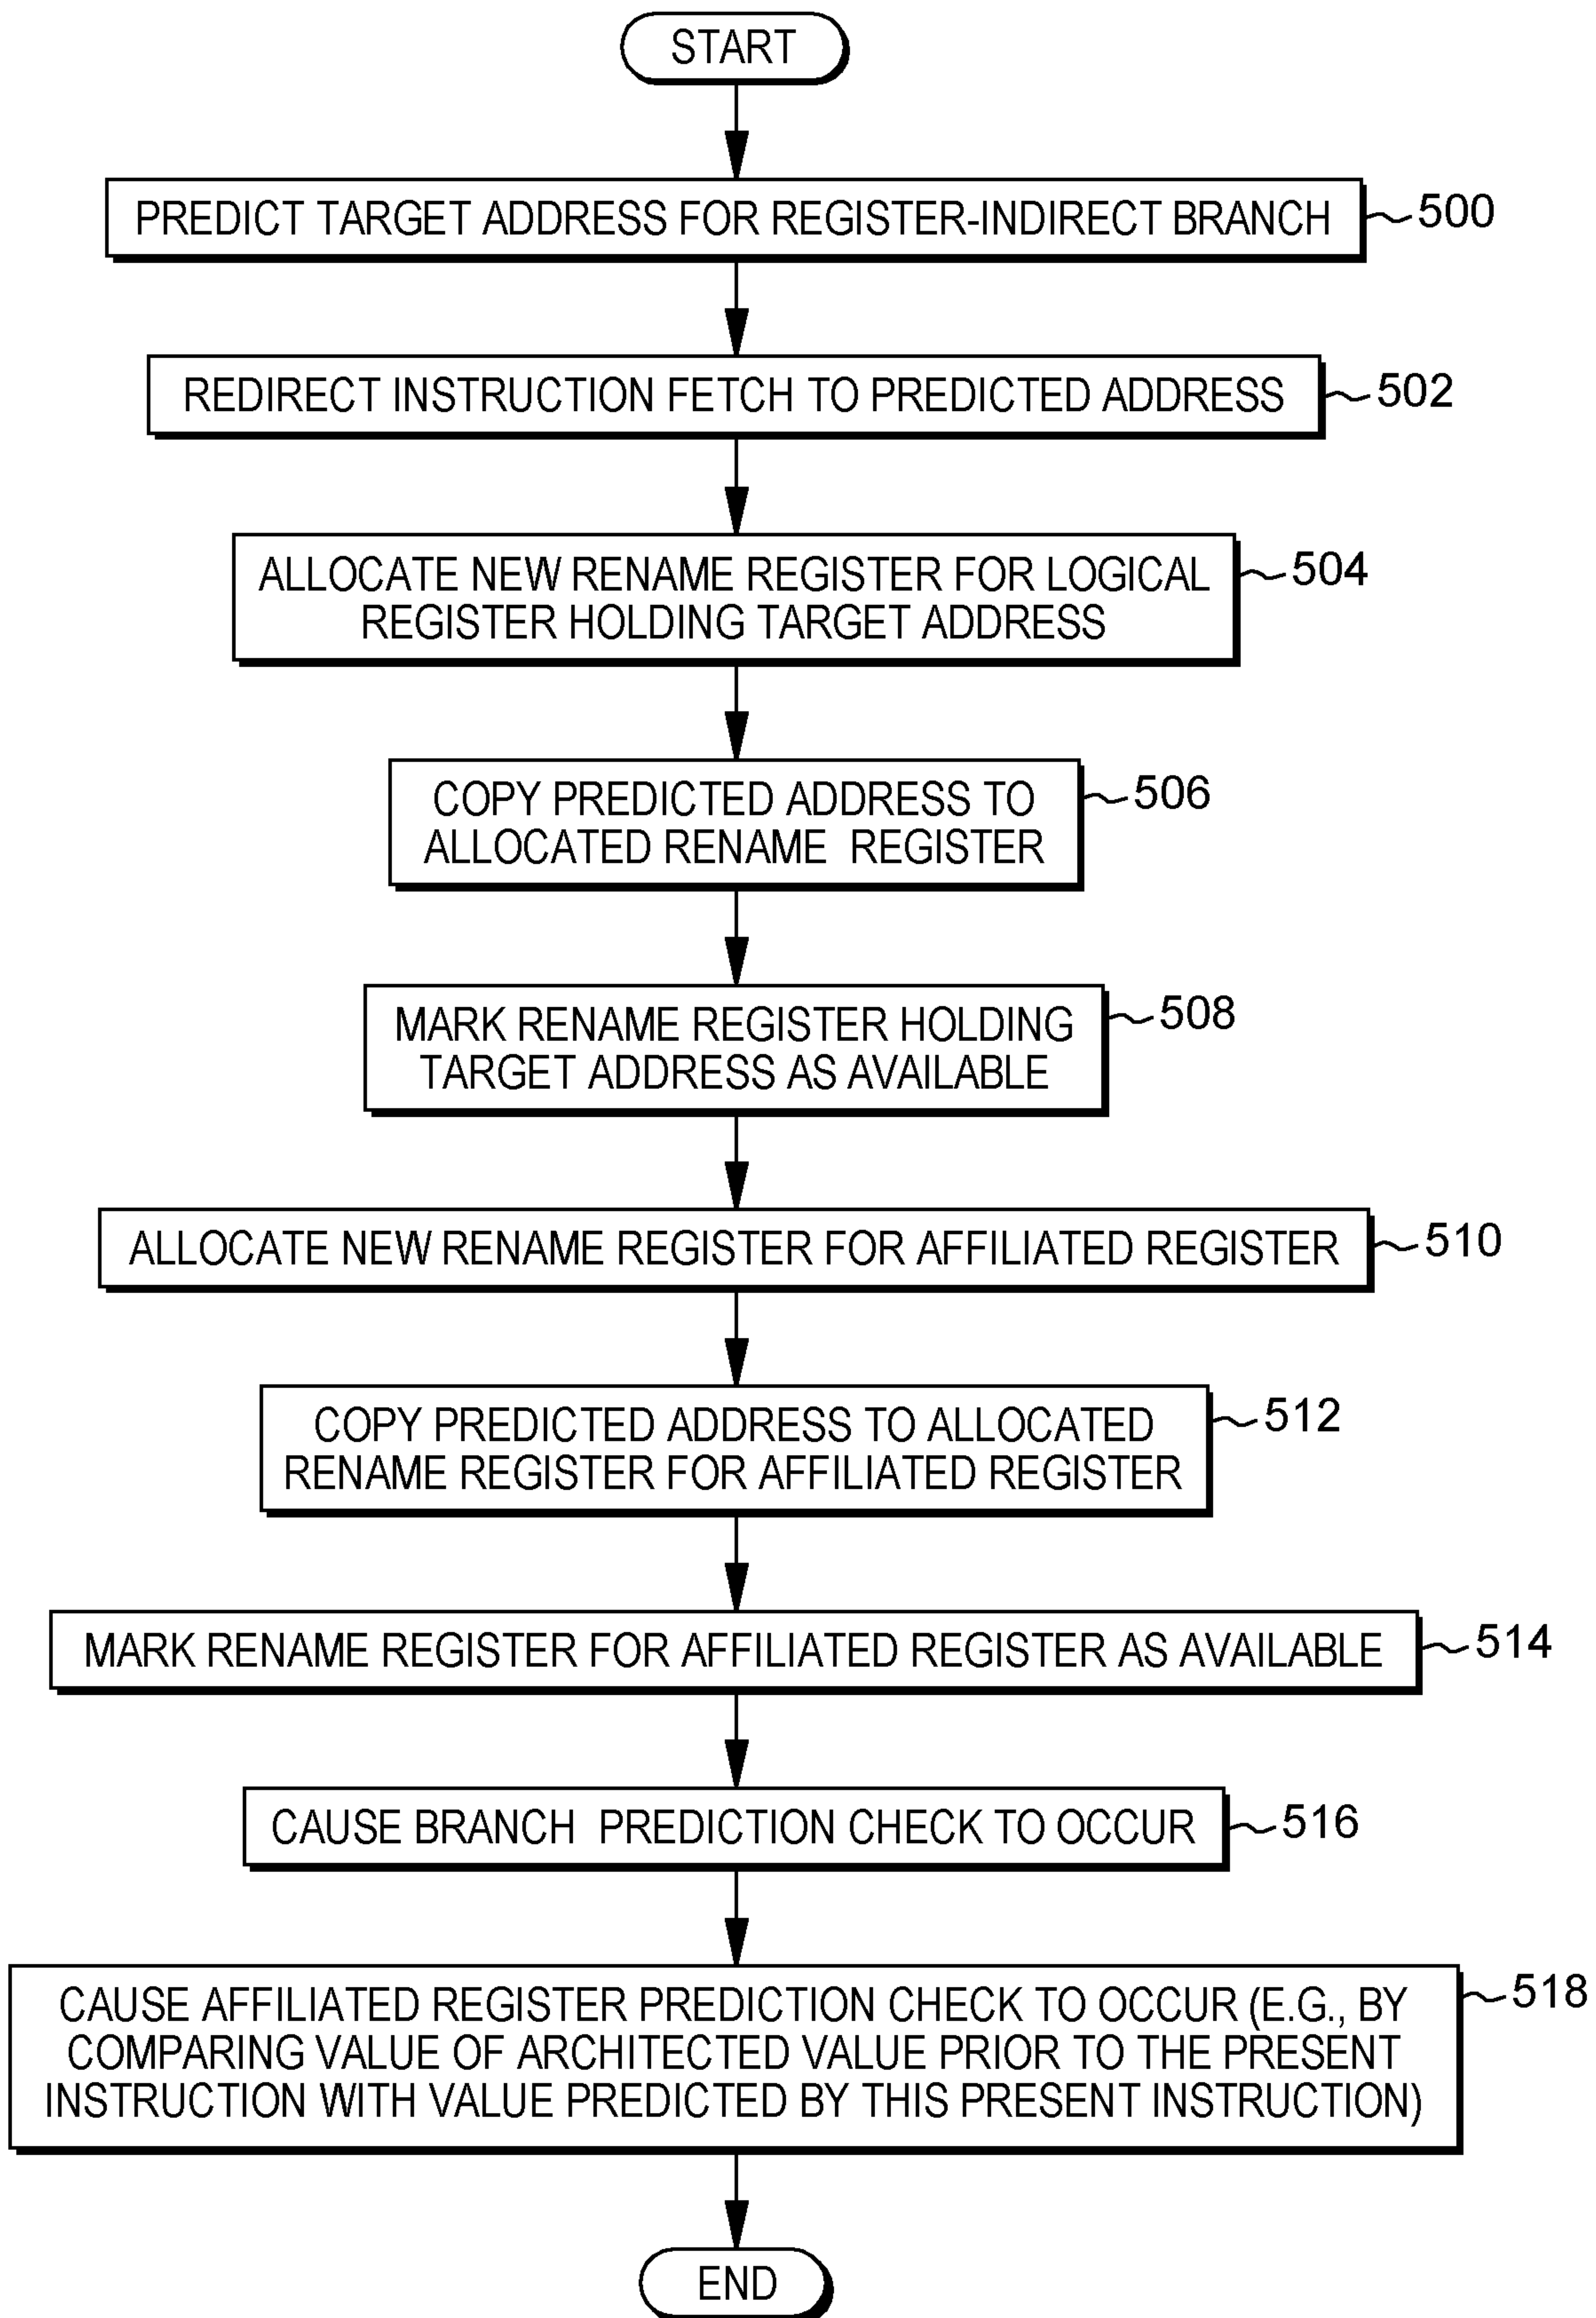 START
PREDICT TARGET ADDRESS FOR REGISTER-INDIRECT BRANCH
500
REDIRECT INSTRUCTION FETCH TO PREDICTED ADDRESS
502
ALLOCATE NEW RENAME REGISTER FOR LOGICAL
REGISTER HOLDING TARGET ADDRESS
504
COPY PREDICTED ADDRESS TO
ALLOCATED RENAME REGISTER
506
MARK RENAME REGISTER HOLDING
TARGET ADDRESS AS AVAILABLE
508
ALLOCATE NEW RENAME REGISTER FOR AFFILIATED REGISTER
510
COPY PREDICTED ADDRESS TO ALLOCATED
RENAME REGISTER FOR AFFILIATED REGISTER
512
MARK RENAME REGISTER FOR AFFILIATED REGISTER AS AVAILABLE
514
CAUSE BRANCH PREDICTION CHECK TO OCCUR
516
CAUSE AFFILIATED REGISTER PREDICTION CHECK TO OCCUR (E.G., BY
COMPARING VALUE OF ARCHITECTED VALUE PRIOR TO THE PRESENT
INSTRUCTION WITH VALUE PREDICTED BY THIS PRESENT INSTRUCTION)
518
END